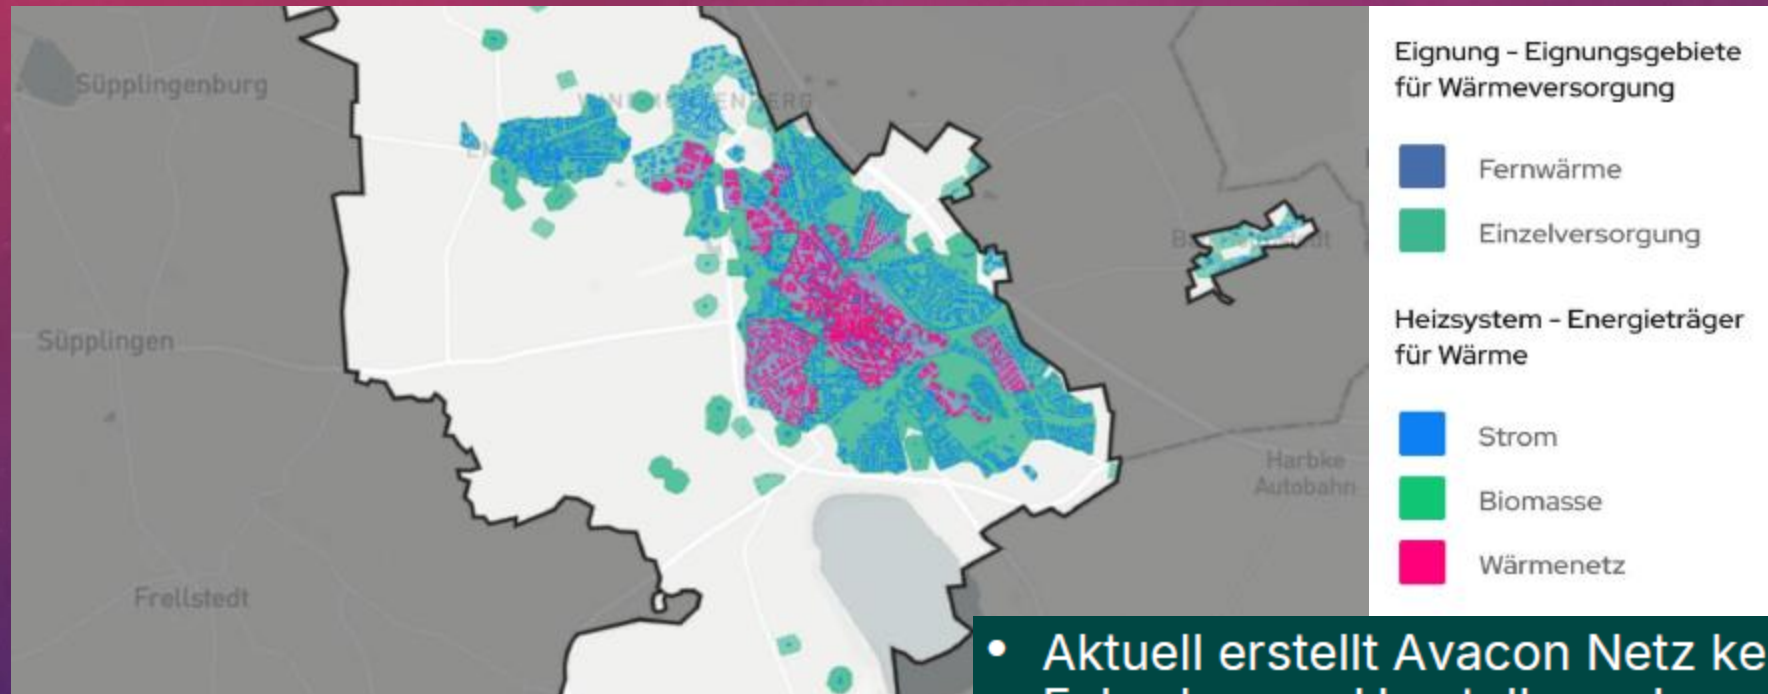 Süpplingenburg
Süpplingen
Frellstedt
Harbke
Autobahn
Eignung - Eignungsgebiete
für Wärmeversorgung
Fernwärme
Einzelversorgung
Heizsystem - Energieträger
für Wärme
Strom
Biomasse
Wärmenetz
• Aktuell erstellt Avacon Netz ke